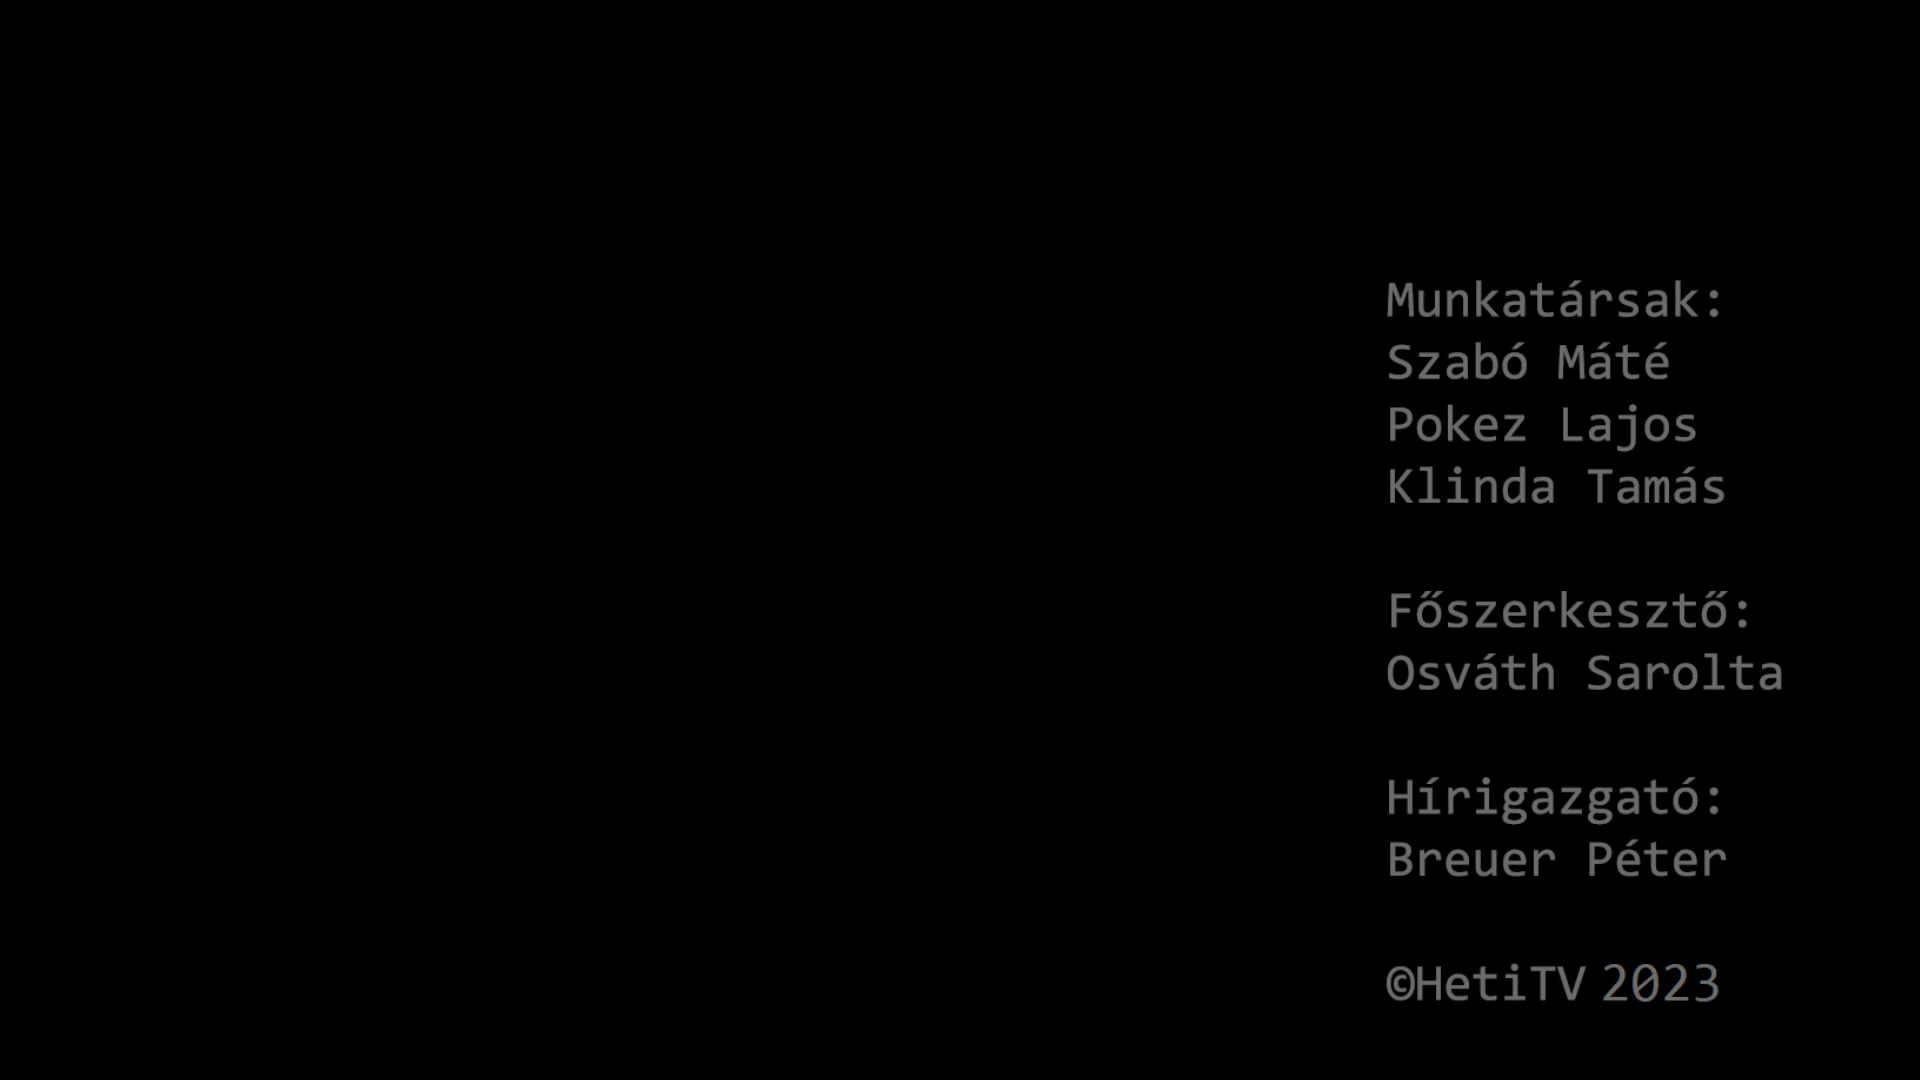 Munkatársak:
Szabó Máté
Pokez Lajos
Klinda Tamás
Főszerkesztő:
Osváth Sarolta
Hírigazgató:
Breuer Péter
©HetiTV 2023